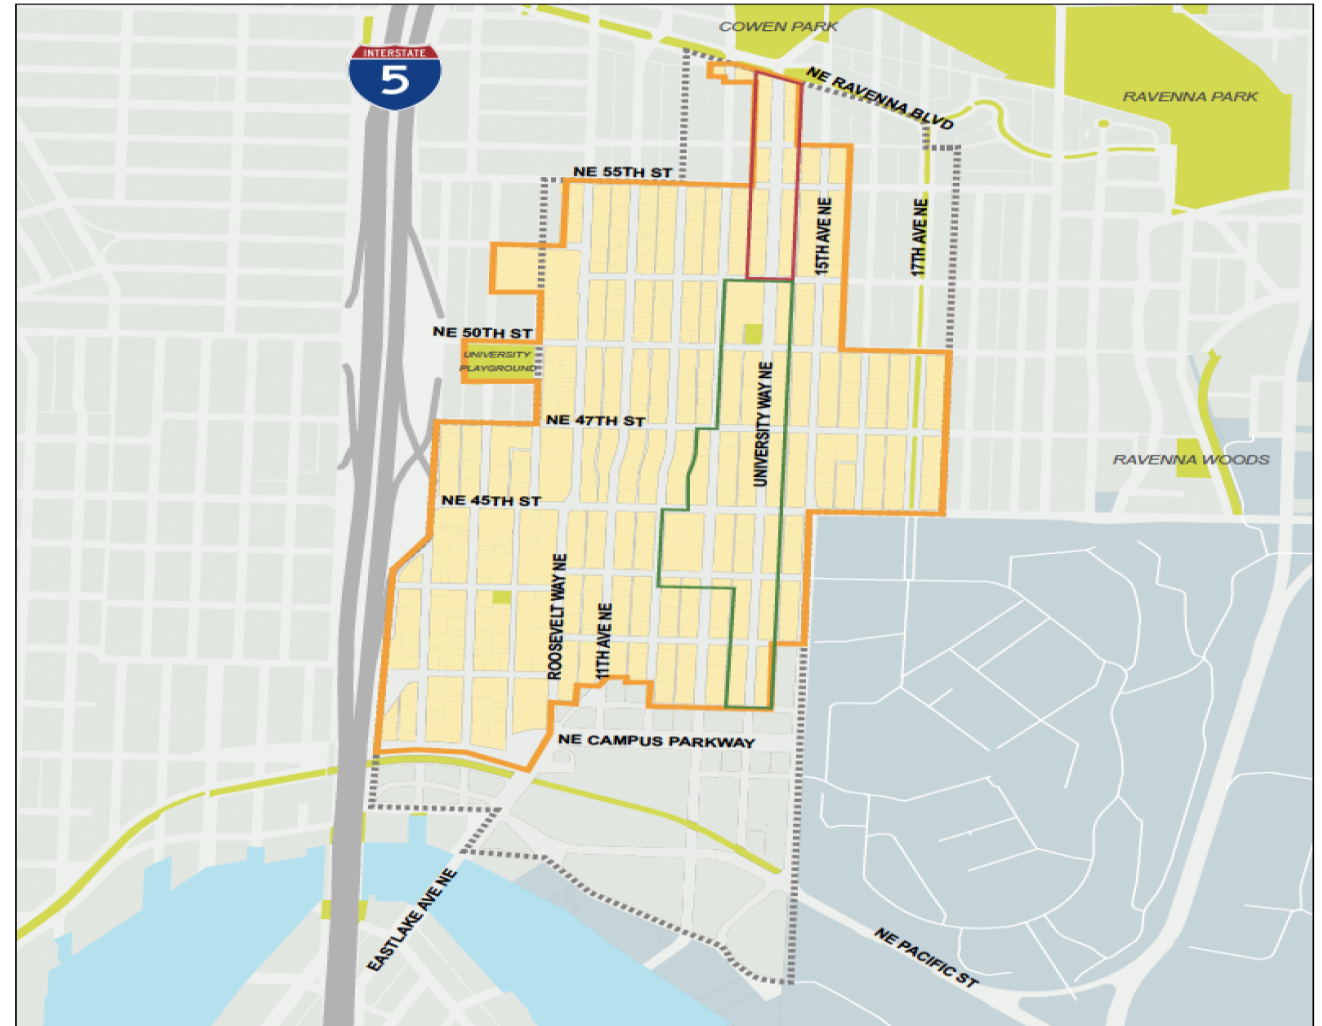 COWEN PARK
INTERSTATE
5
NE RAVENNA BLVD
RAVENNA PARK
NE 55TH ST
15TH AVE NE
17TH AVE NE
NE 50TH ST
UNIVERSITY
PLAYGROUND
UNIVERSITY WAY NE
NE 47TH ST
RAVENNA WOODS
NE 45TH ST
ROOSEVELT WAY NE
11TH AVE NE
NE CAMPUS PARKWAY
EASTLAKE AVE NE
NE PACIFIC ST